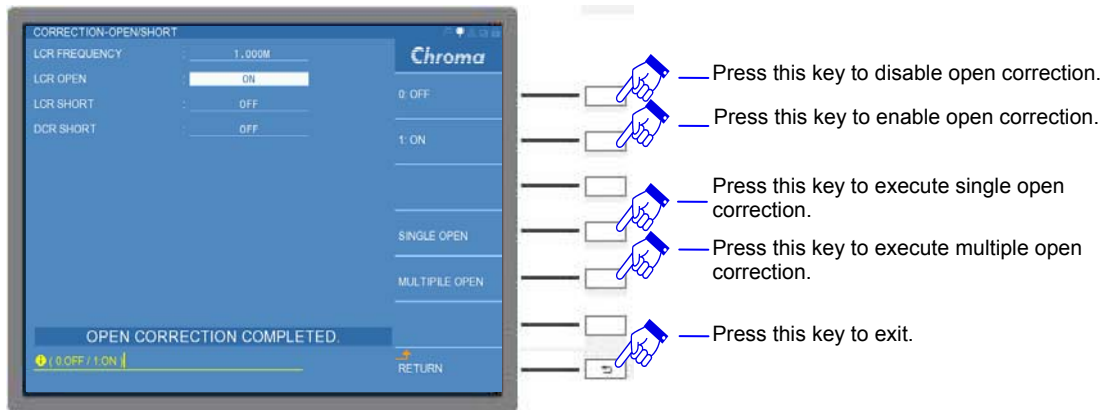 CORRECTION-OPEN/SHORT
LCR FREQUENCY : 1.000M
LCR OPEN : ON
LCR SHORT : OFF
DCR SHORT : OFF
OPEN CORRECTION COMPLETED.
( 0:OFF / 1:ON )
Chroma
0: OFF
1: ON
SINGLE OPEN
MULTIPILE OPEN
RETURN
Press this key to disable open correction.
Press this key to enable open correction.
Press this key to execute single open
correction.
Press this key to execute multiple open
correction.
Press this key to exit.